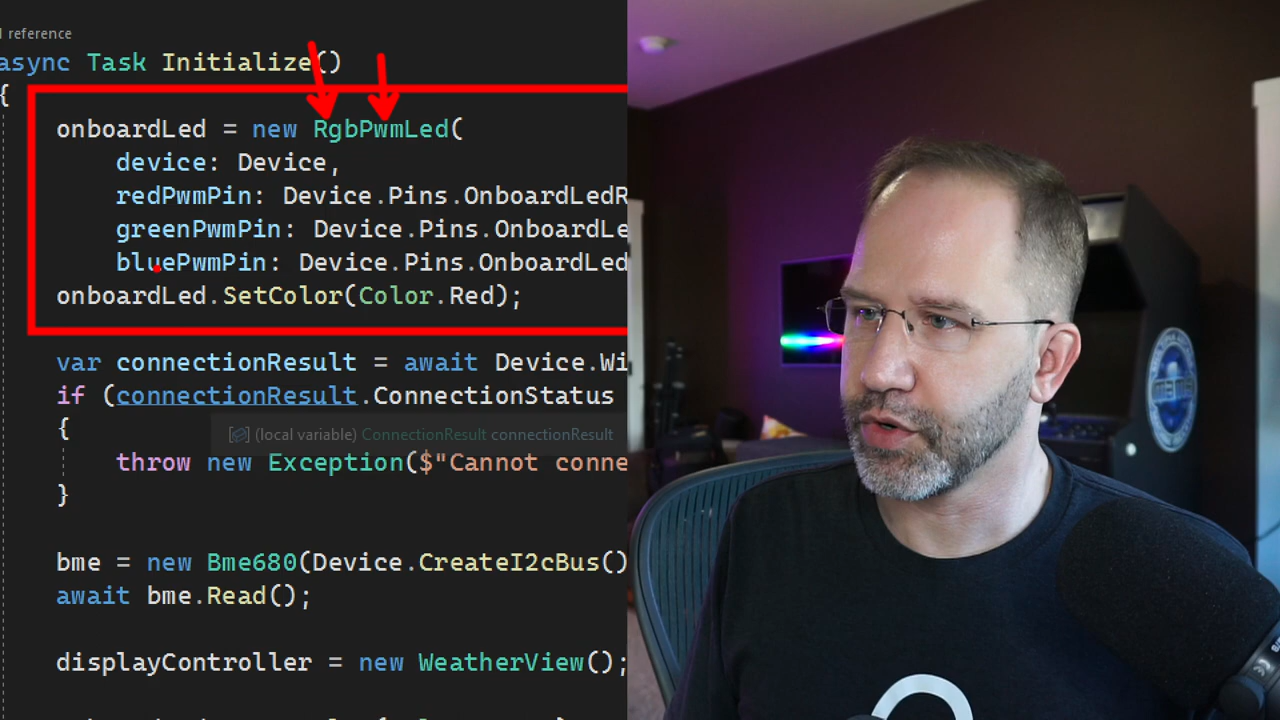 1 reference
async Task Initialize()
{
onboardLed = new RgbPwmLed(
device: Device,
redPwmPin: Device.Pins.OnboardLedR
greenPwmPin: Device.Pins.OnboardLe
bluePwmPin: Device.Pins.OnboardLed
onboardLed.SetColor(Color.Red);
var connectionResult = await Device.Wi
if (connectionResult.ConnectionStatus
{
(local variable) ConnectionResult connectionResult
throw new Exception($"Cannot conne
}
bme = new Bme680(Device.CreateI2cBus()
await bme.Read();
displayController = new WeatherView();